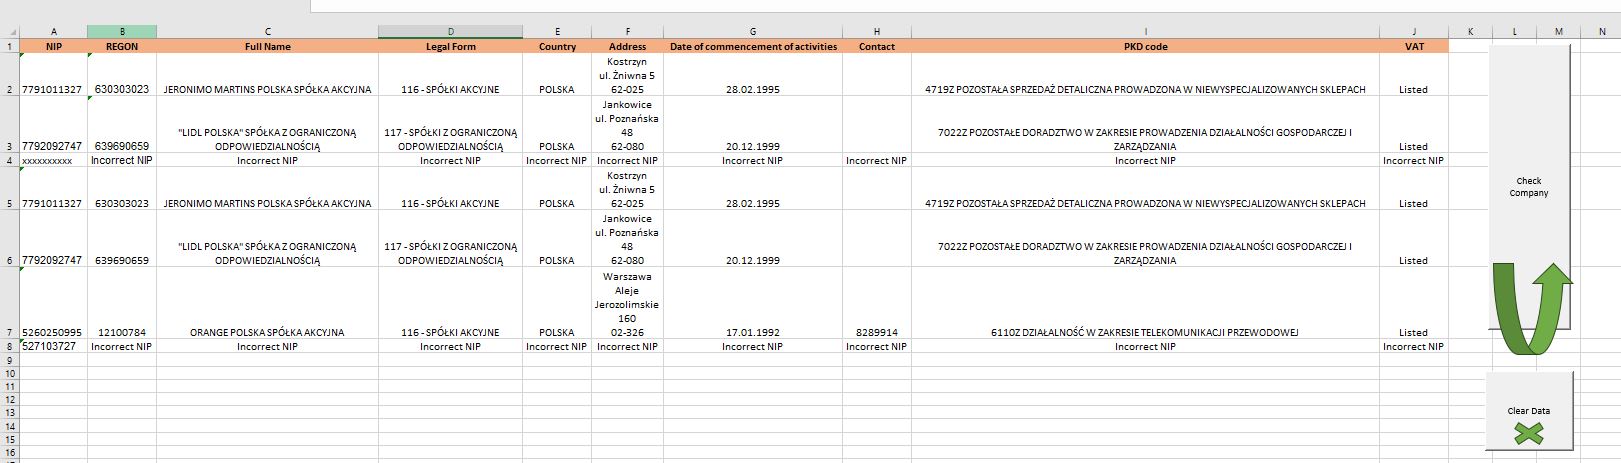 A B C D E F G H I J K L M N
1 NIP REGON Full Name Legal Form Country Address Date of commencement of activities Contact PKD code VAT
Kostrzyn
ul. Żniwna 5
2 7791011327 630303023 JERONIMO MARTINS POLSKA SPÓŁKA AKCYJNA 116 - SPÓŁKI AKCYJNE POLSKA 62-025 28.02.1995 4719Z POZOSTAŁA SPRZEDAŻ DETALICZNA PROWADZONA W NIEWYSPECJALIZOWANYCH SKLEPACH Listed
Jankowice
ul. Poznańska
"LIDL POLSKA" SPÓŁKA Z OGRANICZONĄ 117 - SPÓŁKI Z OGRANICZONĄ 48 7022Z POZOSTAŁE DORADZTWO W ZAKRESIE PROWADZENIA DZIAŁALNOŚCI GOSPODARCZEJ I
3 7792092747 639690659 ODPOWIEDZIALNOŚCIĄ ODPOWIEDZIALNOŚCIĄ POLSKA 62-080 20.12.1999 ZARZĄDZANIA Listed
4 xxxxxxxxxx Incorrect NIP Incorrect NIP Incorrect NIP Incorrect NIP Incorrect NIP Incorrect NIP Incorrect NIP Incorrect NIP Incorrect NIP
Kostrzyn
ul. Żniwna 5
5 7791011327 630303023 JERONIMO MARTINS POLSKA SPÓŁKA AKCYJNA 116 - SPÓŁKI AKCYJNE POLSKA 62-025 28.02.1995 4719Z POZOSTAŁA SPRZEDAŻ DETALICZNA PROWADZONA W NIEWYSPECJALIZOWANYCH SKLEPACH Listed
Jankowice
ul. Poznańska
"LIDL POLSKA" SPÓŁKA Z OGRANICZONĄ 117 - SPÓŁKI Z OGRANICZONĄ 48 7022Z POZOSTAŁE DORADZTWO W ZAKRESIE PROWADZENIA DZIAŁALNOŚCI GOSPODARCZEJ I
6 7792092747 639690659 ODPOWIEDZIALNOŚCIĄ ODPOWIEDZIALNOŚCIĄ POLSKA 62-080 20.12.1999 ZARZĄDZANIA Listed
Warszawa
Aleje
Jerozolimskie
160
7 5260250995 12100784 ORANGE POLSKA SPÓŁKA AKCYJNA 116 - SPÓŁKI AKCYJNE POLSKA 02-326 17.01.1992 8289914 6110Z DZIAŁALNOŚĆ W ZAKRESIE TELEKOMUNIKACJI PRZEWODOWEJ Listed
8 527103727 Incorrect NIP Incorrect NIP Incorrect NIP Incorrect NIP Incorrect NIP Incorrect NIP Incorrect NIP Incorrect NIP Incorrect NIP
9
10
11
12
13
14
15
16
Check
Company
Clear Data